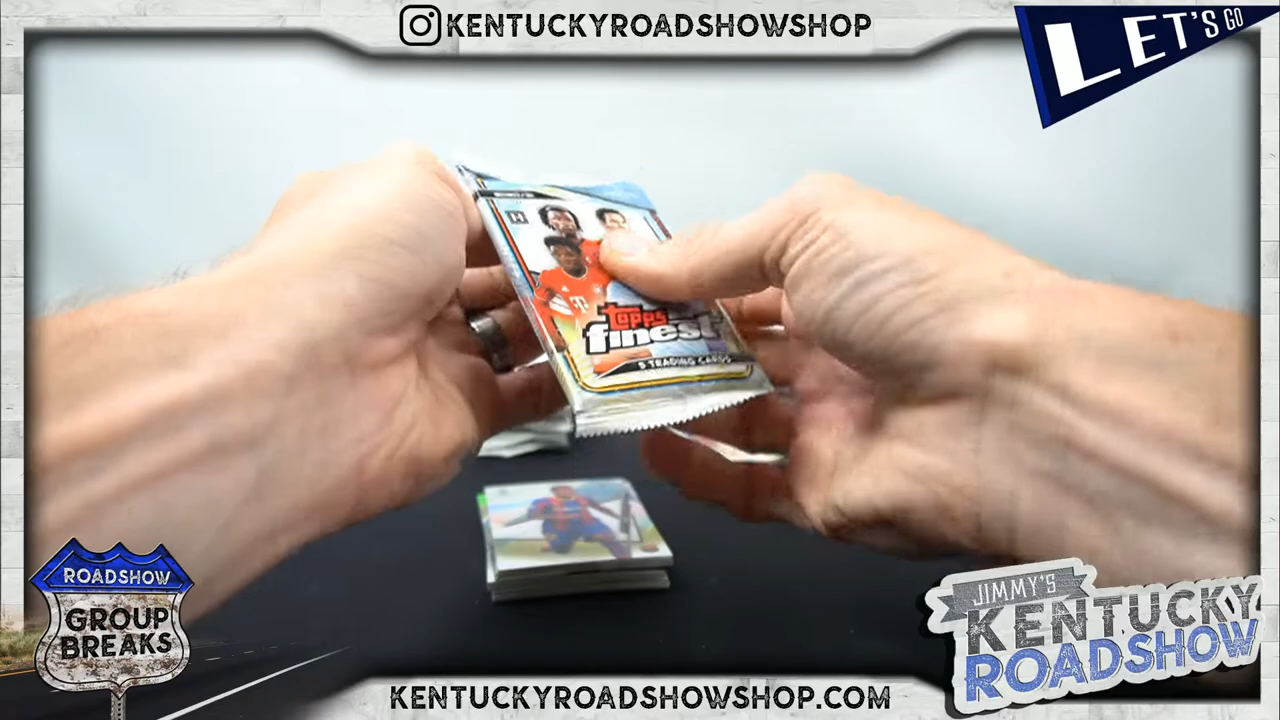 KENTUCKYROADSHOWSHOP
LET'S GO
topps
finest
5 TRADING CARDS
T
ROADSHOW
GROUP
BREAKS
JIMMY'S
KENTUCKY
ROADSHOW
KENTUCKYROADSHOWSHOP.COM